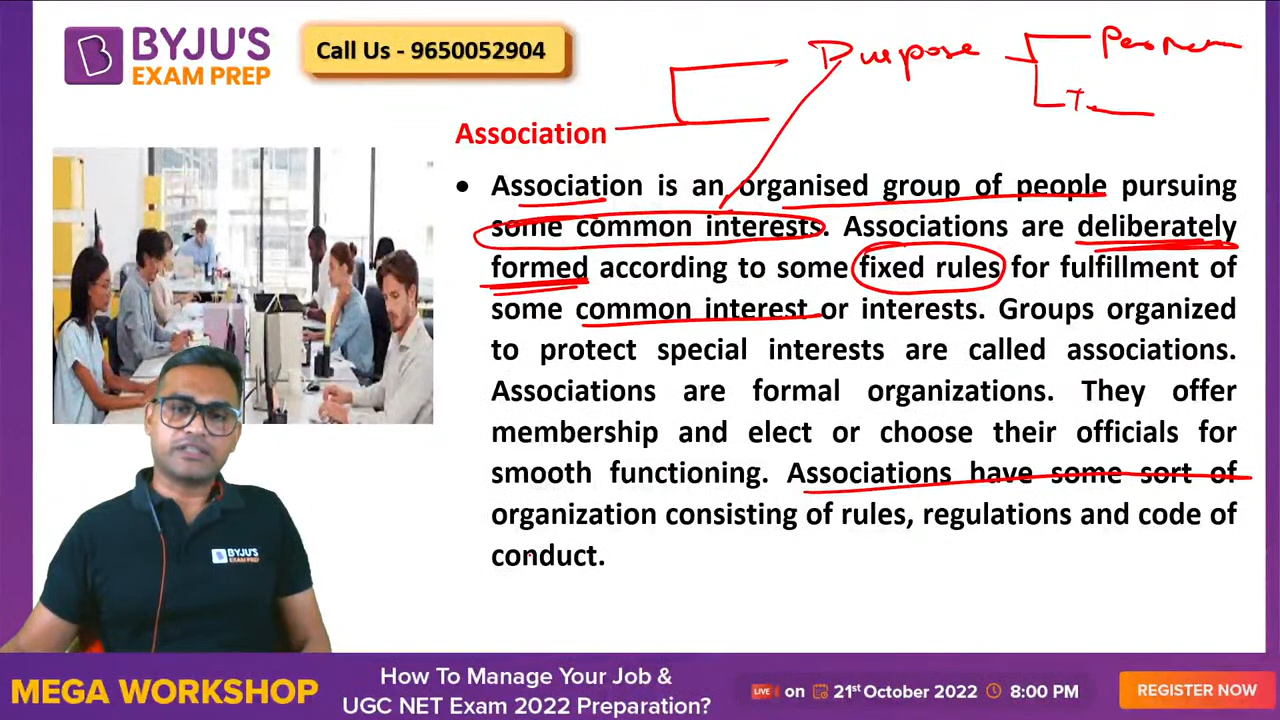 BYJU'S
EXAM PREP
Call Us - 9650052904
Purpose
Association
• Association is an organised group of people pursuing
some common interests. Associations are deliberately
formed according to some fixed rules for fulfillment of
some common interest or interests. Groups organized
to protect special interests are called associations.
Associations are formal organizations. They offer
membership and elect or choose their officials for
smooth functioning. Associations have some sort of
organization consisting of rules, regulations and code of
conduct.
BYJU'S
EXAM PREP
MEGA WORKSHOP
How To Manage Your Job &
UGC NET Exam 2022 Preparation?
LIVE on 21st October 2022 8:00 PM
REGISTER NOW